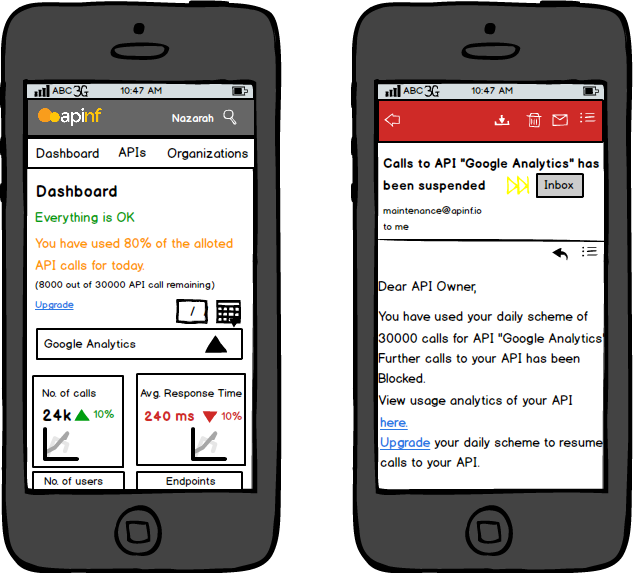 ABC 3G 10:47 AM
apinf Nazarah
Dashboard APIs Organizations
Dashboard
Everything is OK
You have used 80% of the alloted
API calls for today.
(8000 out of 30000 API call remaining)
Upgrade
/
Google Analytics
No. of calls
24k 10%
Avg. Response Time
240 ms 10%
No. of users
Endpoints
ABC 3G 10:47 AM
Calls to API "Google Analytics" has
been suspended Inbox
maintenance@apinf.io
to me
Dear API Owner,
You have used your daily scheme of
30000 calls for API "Google Analytics"
Further calls to your API has been
Blocked.
View usage analytics of your API
here.
Upgrade your daily scheme to resume
calls to your API.